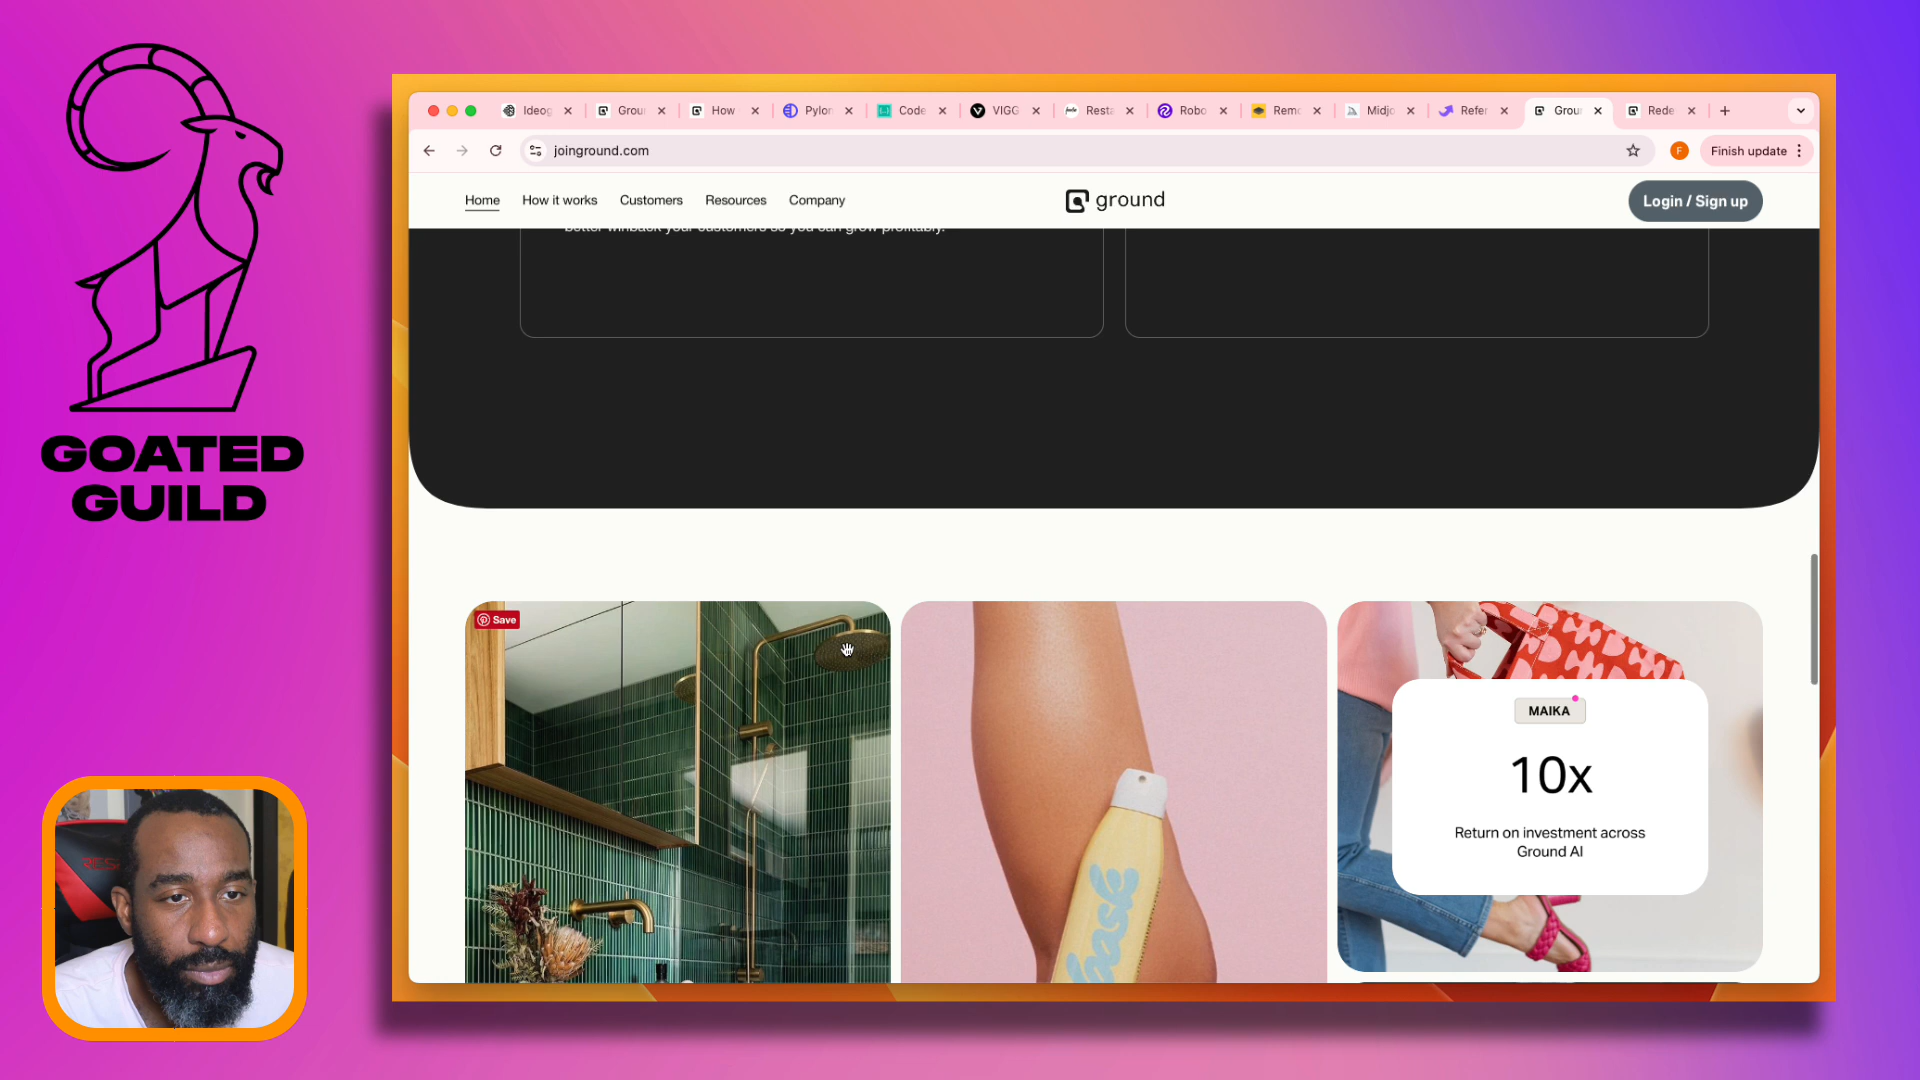 GOATED
GUILD
Ideog
Grou
How
Pylon
Code
VIGG
Resta
Robo
Remo
Midjo
Refer
Grou
Rede
joinground.com
F
Finish update
Home
How it works
Customers
Resources
Company
ground
Login / Sign up
better winback your customers so you can grow profitably.
Save
MAIKA
10x
Return on investment across
Ground AI
bask